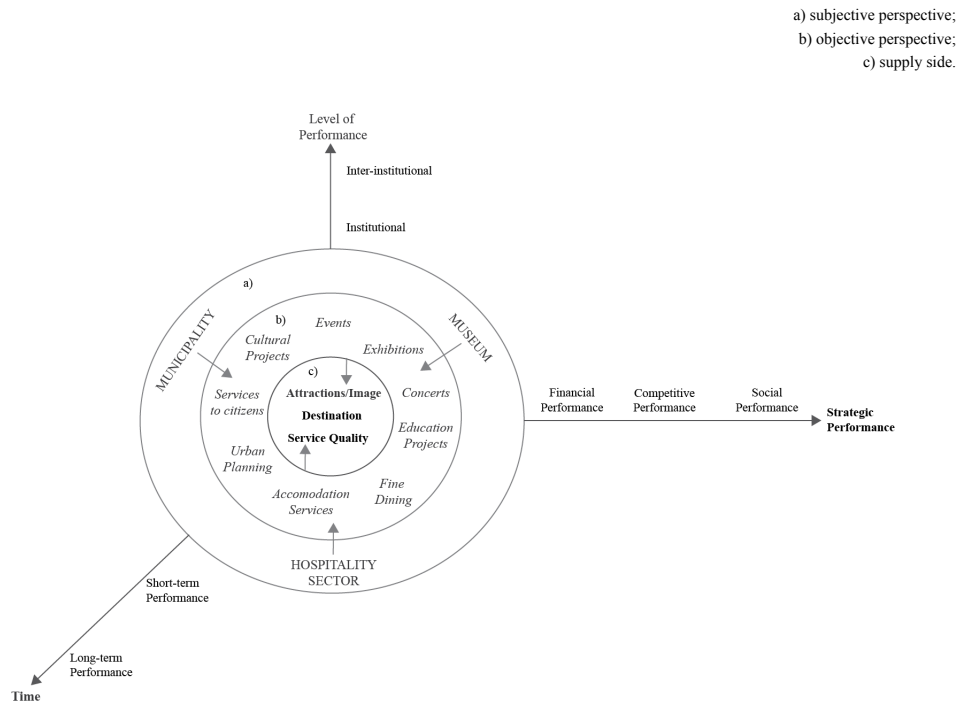 a) subjective perspective;
b) objective perspective;
c) supply side.
Level of
Performance
Inter-institutional
Institutional
a)
MUNICIPALITY
MUSEUM
b)
Events
Cultural
Projects
Exhibitions
c)
Services
to citizens
Attractions/Image
Destination
Service Quality
Concerts
Education
Projects
Urban
Planning
Accomodation
Services
Fine
Dining
HOSPITALITY
SECTOR
Financial
Performance
Competitive
Performance
Social
Performance
Strategic
Performance
Short-term
Performance
Long-term
Performance
Time